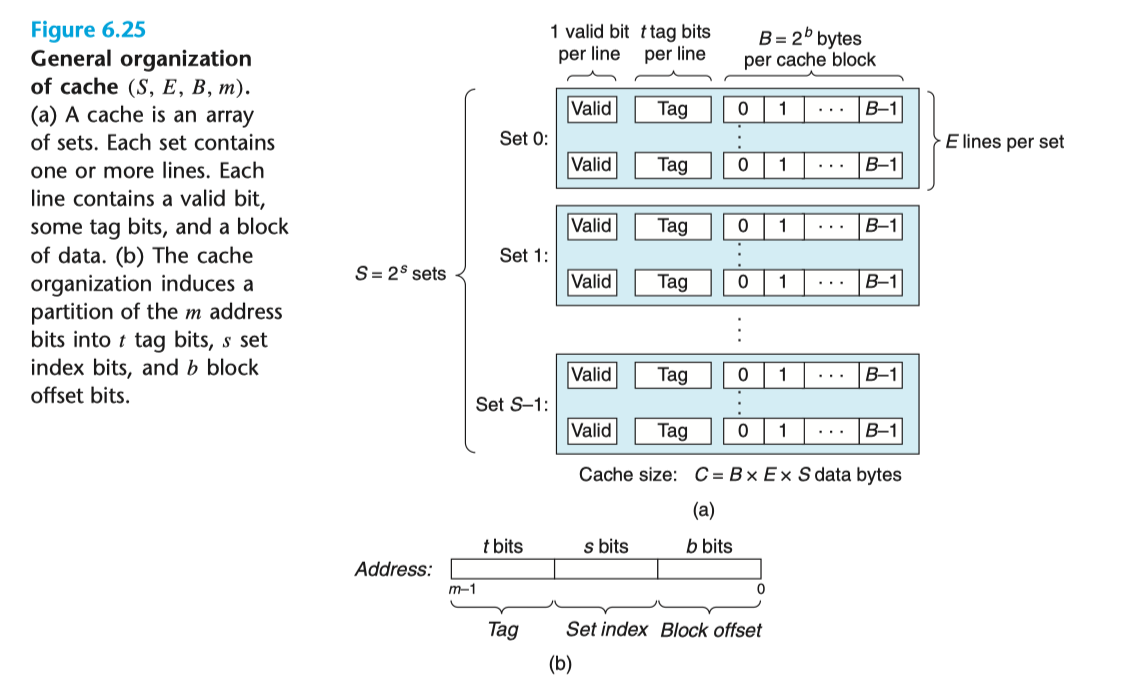 Figure 6.25
General organization
of cache (S, E, B, m).
(a) A cache is an array
of sets. Each set contains
one or more lines. Each
line contains a valid bit,
some tag bits, and a block
of data. (b) The cache
organization induces a
partition of the m address
bits into t tag bits, s set
index bits, and b block
offset bits.
1 valid bit t tag bits B = 2ᵇ bytes
per line per line per cache block
Valid Tag 0 1 · · · B–1
Set 0: E lines per set
Valid Tag 0 1 · · · B–1
Valid Tag 0 1 · · · B–1
Set 1:
S = 2ˢ sets
Valid Tag 0 1 · · · B–1
Valid Tag 0 1 · · · B–1
Set S–1:
Valid Tag 0 1 · · · B–1
Cache size: C = B × E × S data bytes
(a)
t bits s bits b bits
Address:
m–1 0
Tag Set index Block offset
(b)